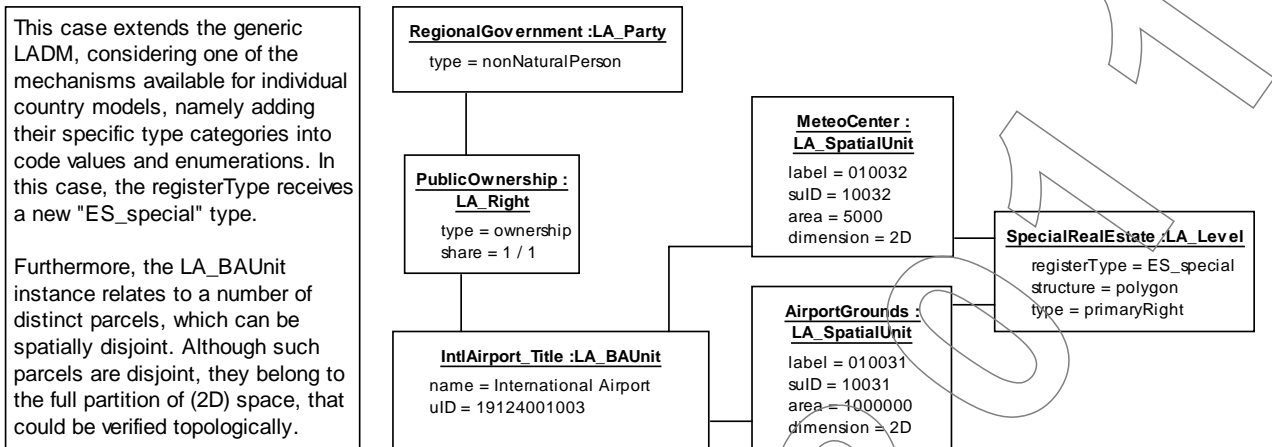 This case extends the generic
LADM, considering one of the
mechanisms available for individual
country models, namely adding
their specific type categories into
code values and enumerations. In
this case, the registerType receives
a new "ES_special" type.
Furthermore, the LA_BAUnit
instance relates to a number of
distinct parcels, which can be
spatially disjoint. Although such
parcels are disjoint, they belong to
the full partition of (2D) space, that
could be verified topologically.
RegionalGovernment :LA_Party
type = nonNaturalPerson
PublicOwnership :
LA_Right
type = ownership
share = 1 / 1
IntlAirport_Title :LA_BAUnit
name = International Airport
uID = 19124001003
MeteoCenter :
LA_SpatialUnit
label = 010032
suID = 10032
area = 5000
dimension = 2D
AirportGrounds :
LA_SpatialUnit
label = 010031
suID = 10031
area = 1000000
dimension = 2D
SpecialRealEstate :LA_Level
registerType = ES_special
structure = polygon
type = primaryRight